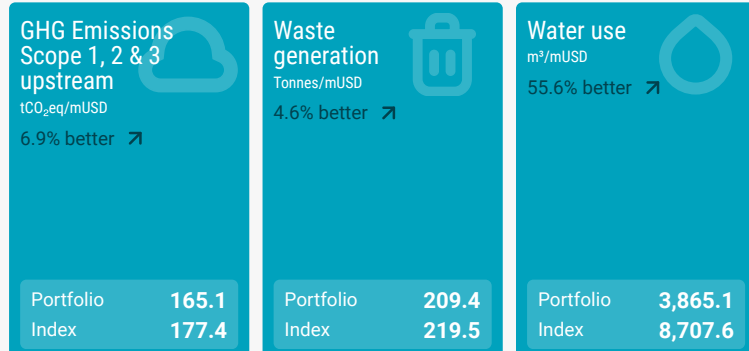 GHG Emissions
Scope 1, 2 & 3
upstream
tCO₂eq/mUSD
6.9% better
Portfolio 165.1
Index 177.4
Waste
generation
Tonnes/mUSD
4.6% better
Portfolio 209.4
Index 219.5
Water use
m³/mUSD
55.6% better
Portfolio 3,865.1
Index 8,707.6